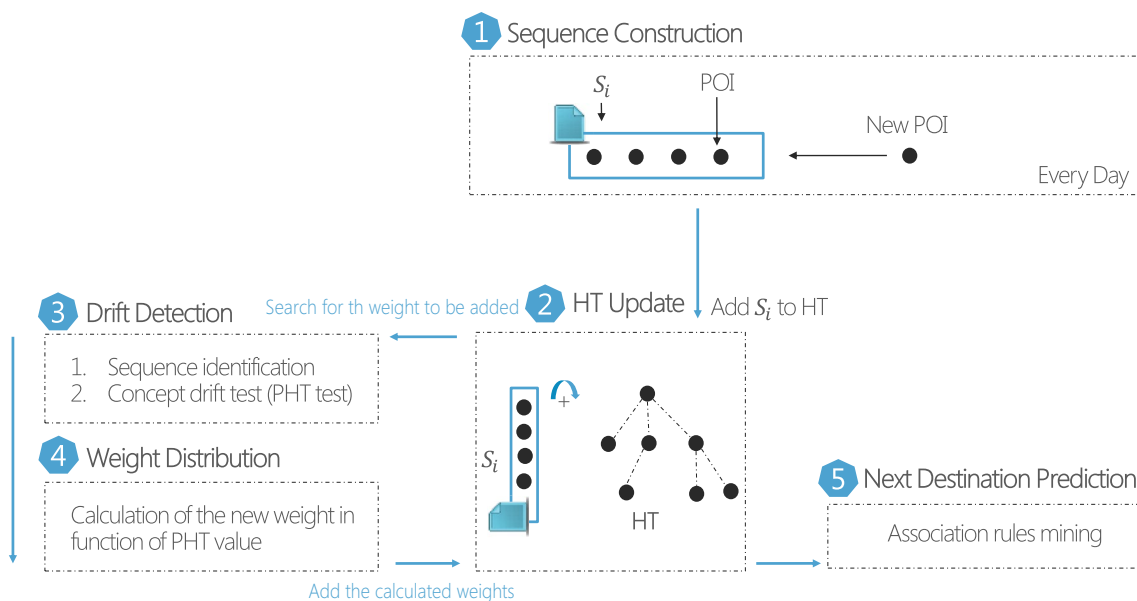 1 Sequence Construction
Si
POI
New POI
Every Day
Add Si to HT
2 HT Update
Search for th weight to be added
3 Drift Detection
1. Sequence identification
2. Concept drift test (PHT test)
4 Weight Distribution
Calculation of the new weight in
function of PHT value
Add the calculated weights
+
Si
HT
5 Next Destination Prediction
Association rules mining